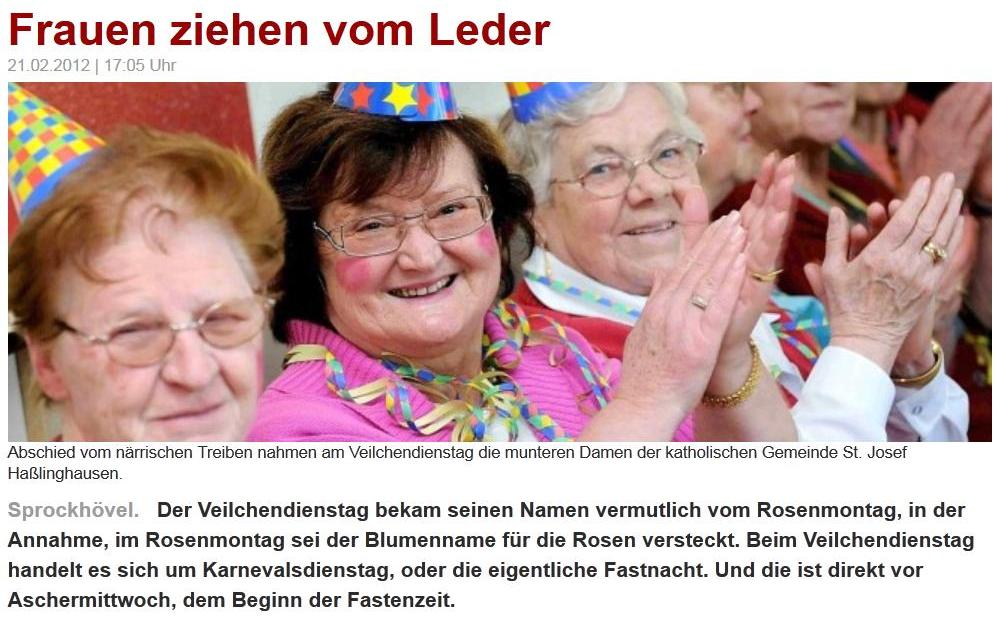 Frauen ziehen vom Leder
21.02.2012 | 17:05 Uhr
Abschied vom närrischen Treiben nahmen am Veilchendienstag die munteren Damen der katholischen Gemeinde St. Josef
Haßlinghausen.
Sprockhövel. Der Veilchendienstag bekam seinen Namen vermutlich vom Rosenmontag, in der
Annahme, im Rosenmontag sei der Blumenname für die Rosen versteckt. Beim Veilchendienstag
handelt es sich um Karnevalsdienstag, oder die eigentliche Fastnacht. Und die ist direkt vor
Aschermittwoch, dem Beginn der Fastenzeit.